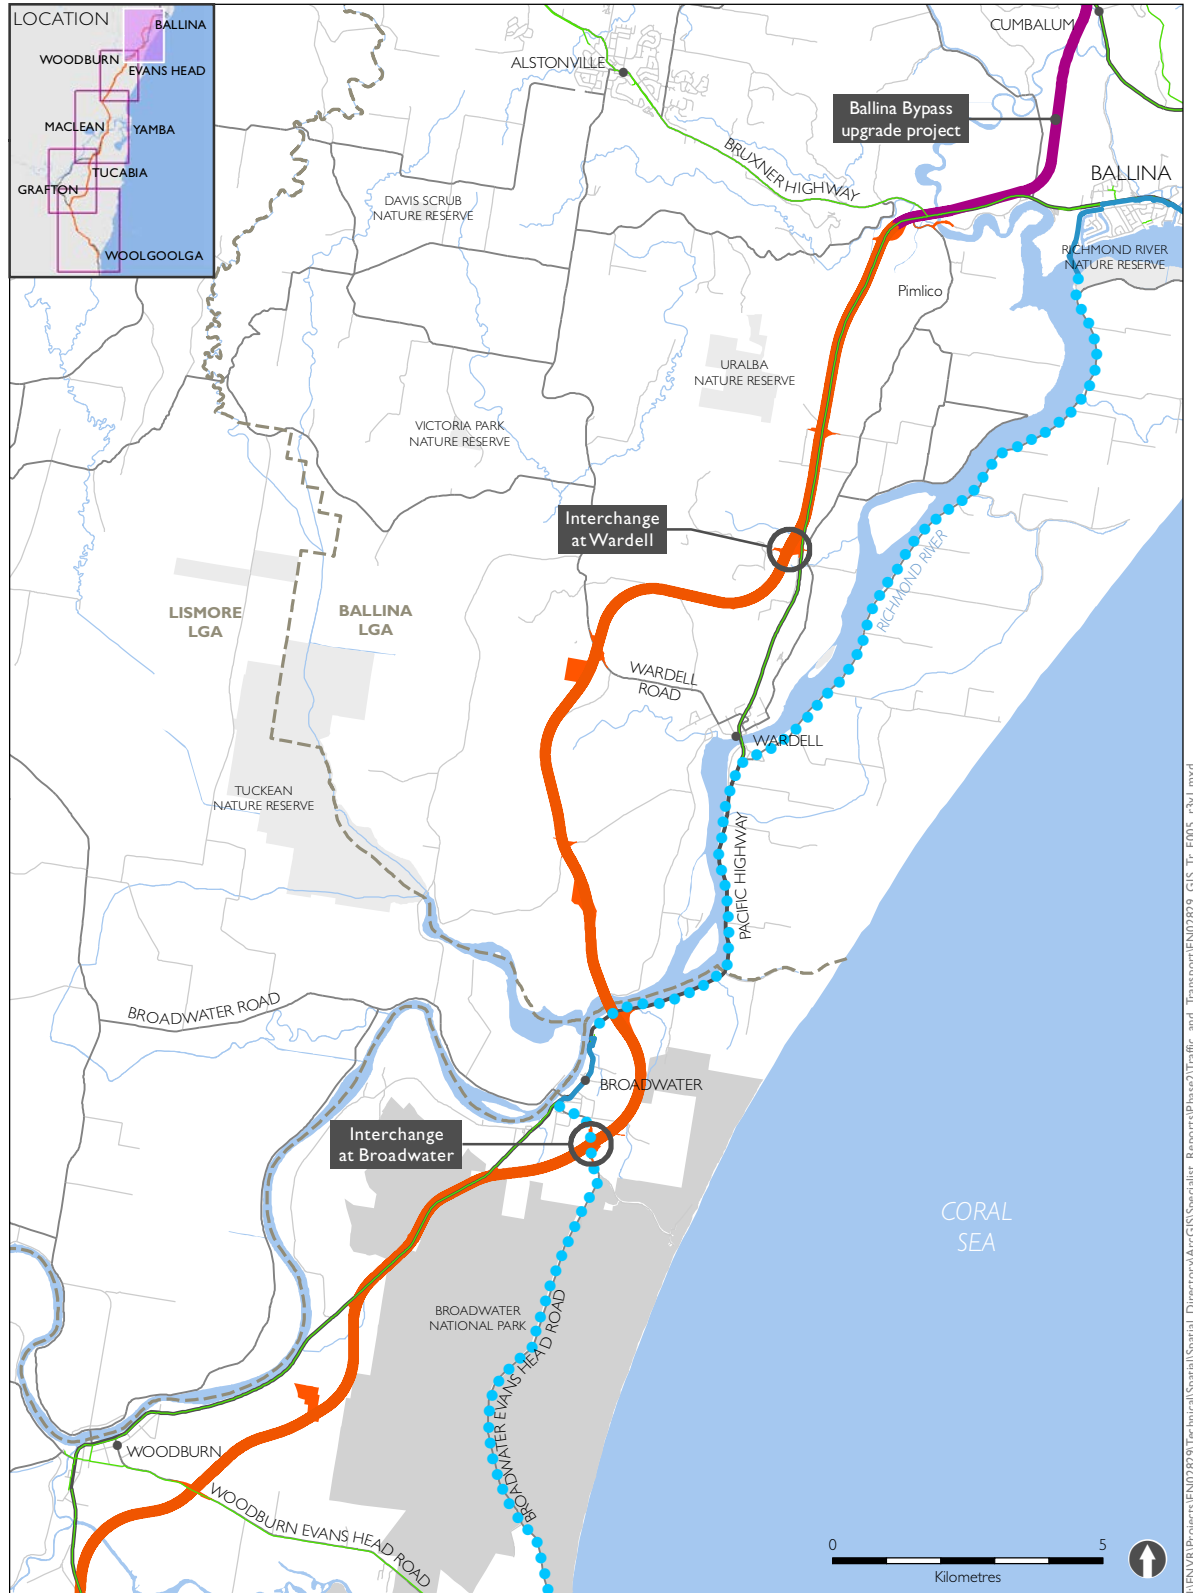 LOCATION
BALLINA
WOODBURN
EVANS HEAD
MACLEAN
YAMBA
TUCABIA
GRAFTON
WOOLGOOLGA
CUMBALUM
ALSTONVILLE
Ballina Bypass
upgrade project
BRUXNER HIGHWAY
BALLINA
DAVIS SCRUB
NATURE RESERVE
RICHMOND RIVER
NATURE RESERVE
Pimlico
URALBA
NATURE RESERVE
VICTORIA PARK
NATURE RESERVE
Interchange
at Wardell
RICHMOND RIVER
LISMORE
LGA
BALLINA
LGA
WARDELL
ROAD
WARDELL
TUCKEAN
NATURE RESERVE
PACIFIC HIGHWAY
BROADWATER ROAD
BROADWATER
Interchange
at Broadwater
CORAL
SEA
BROADWATER
NATIONAL PARK
BROADWATER EVANS HEAD ROAD
WOODBURN
WOODBURN EVANS HEAD ROAD
0
5
Kilometres